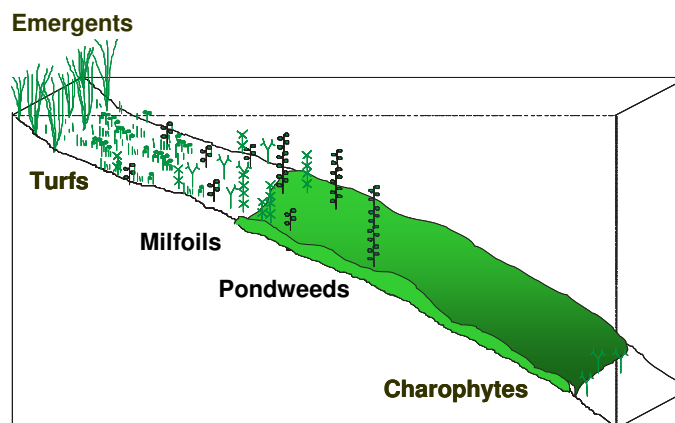 Emergents
Turfs
Milfoils
Pondweeds
Charophytes